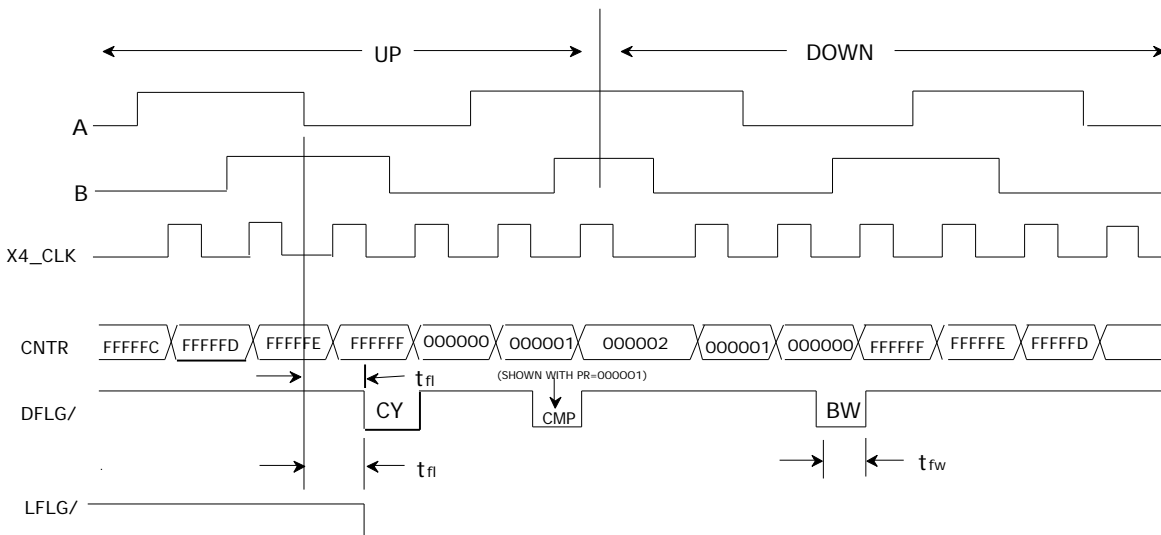 UP
DOWN
A
B
X4_CLK
CNTR
FFFFFC FFFFFD FFFFFE FFFFFF 000000 000001 000002 000001 000000 FFFFFF FFFFFE FFFFFD
tfl
(SHOWN WITH PR=000001)
DFLG/
CY
CMP
BW
tfl
tfw
LFLG/